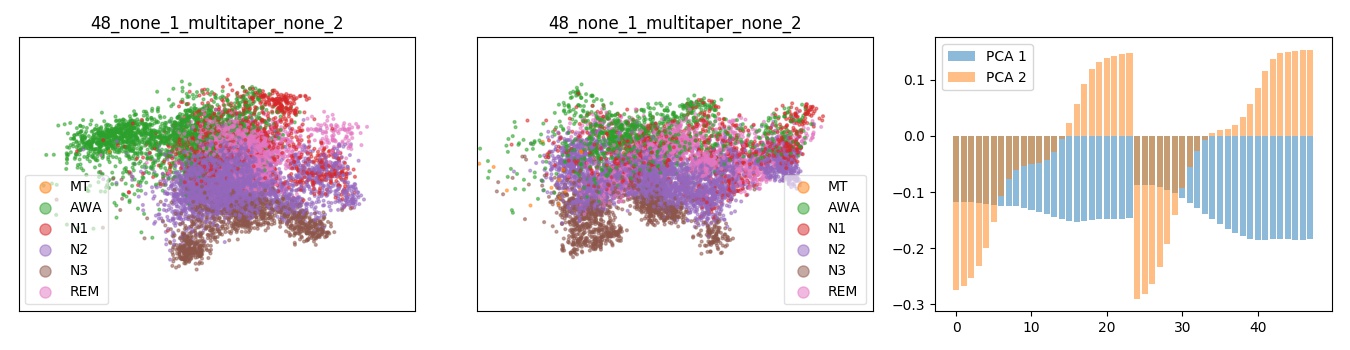 48_none_1_multitaper_none_2
MT
AWA
N1
N2
N3
REM
48_none_1_multitaper_none_2
MT
AWA
N1
N2
N3
REM
PCA 1
PCA 2
0.1
0.0
−0.1
−0.2
−0.3
0 10 20 30 40